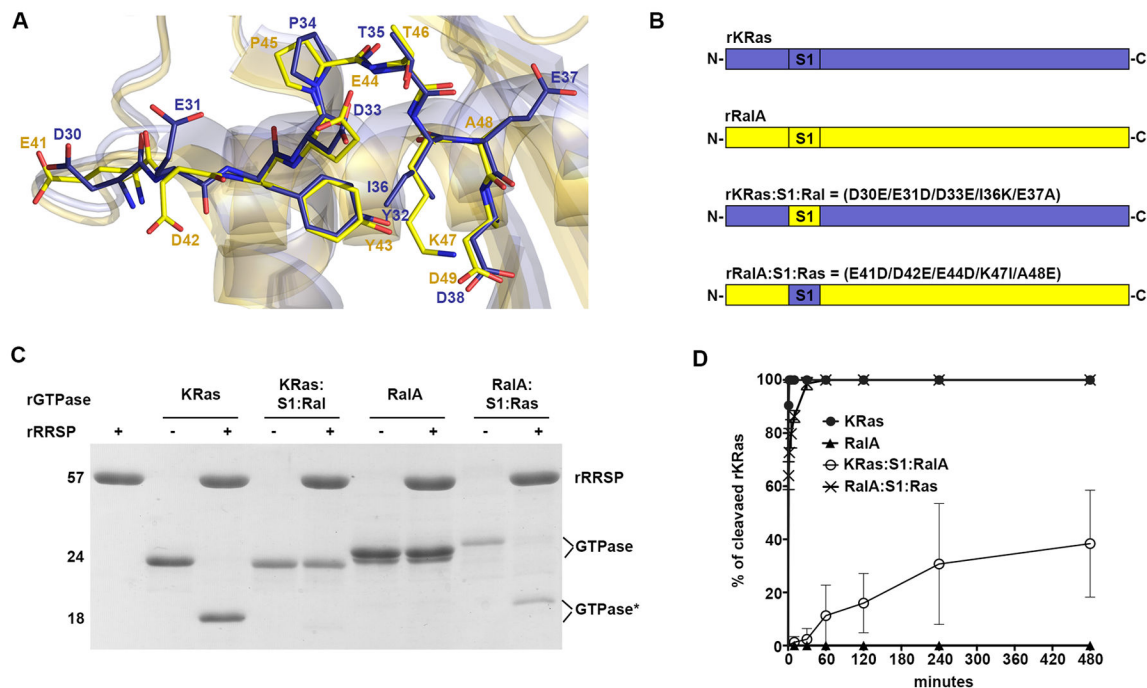 A
P34
T35
T46
P45
E44
E37
E31
D33
A48
D30
E41
I36
Y32
D42
Y43
K47
D49
D38
B
rKRas
N- S1 -C
rRalA
N- S1 -C
rKRas:S1:Ral = (D30E/E31D/D33E/I36K/E37A)
N- S1 -C
rRalA:S1:Ras = (E41D/D42E/E44D/K47I/A48E)
N- S1 -C
C
rGTPase KRas KRas: RalA RalA:
S1:Ral S1:Ras
rRRSP + - + - + - + - +
57 rRRSP
24 GTPase
18 GTPase*
D
100
80
60
40
20
0
% of cleavaed rKRas
KRas
RalA
KRas:S1:RalA
RalA:S1:Ras
0 60 120 180 240 300 360 420 480
minutes